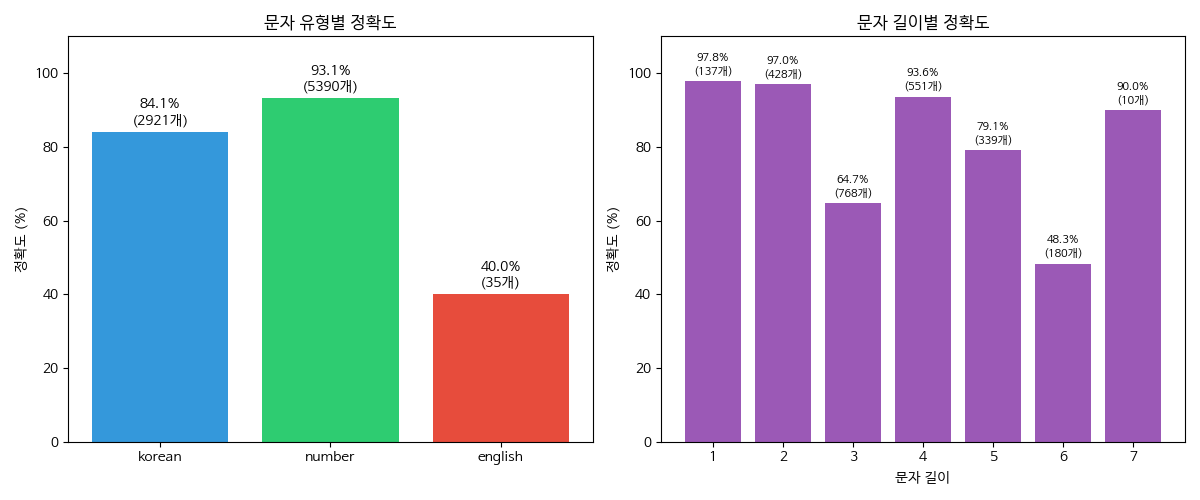 문자 유형별 정확도
정확도 (%)
0
20
40
60
80
100
84.1%
(2921개)
93.1%
(5390개)
40.0%
(35개)
korean
number
english
문자 길이별 정확도
정확도 (%)
0
20
40
60
80
100
97.8%
(137개)
97.0%
(428개)
64.7%
(768개)
93.6%
(551개)
79.1%
(339개)
48.3%
(180개)
90.0%
(10개)
1
2
3
4
5
6
7
문자 길이